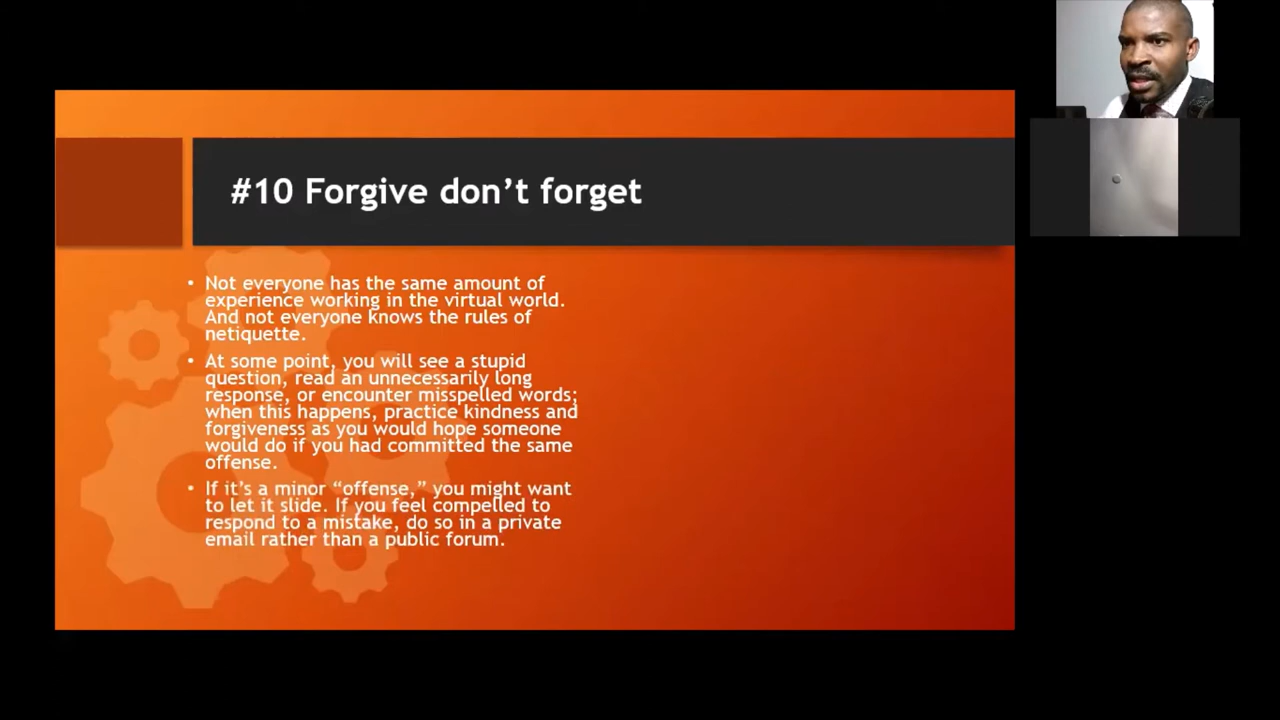 #10 Forgive don’t forget
• Not everyone has the same amount of
experience working in the virtual world.
And not everyone knows the rules of
netiquette.
• At some point, you will see a stupid
question, read an unnecessarily long
response, or encounter misspelled words;
when this happens, practice kindness and
forgiveness as you would hope someone
would do if you had committed the same
offense.
• If it’s a minor “offense,” you might want
to let it slide. If you feel compelled to
respond to a mistake, do so in a private
email rather than a public forum.